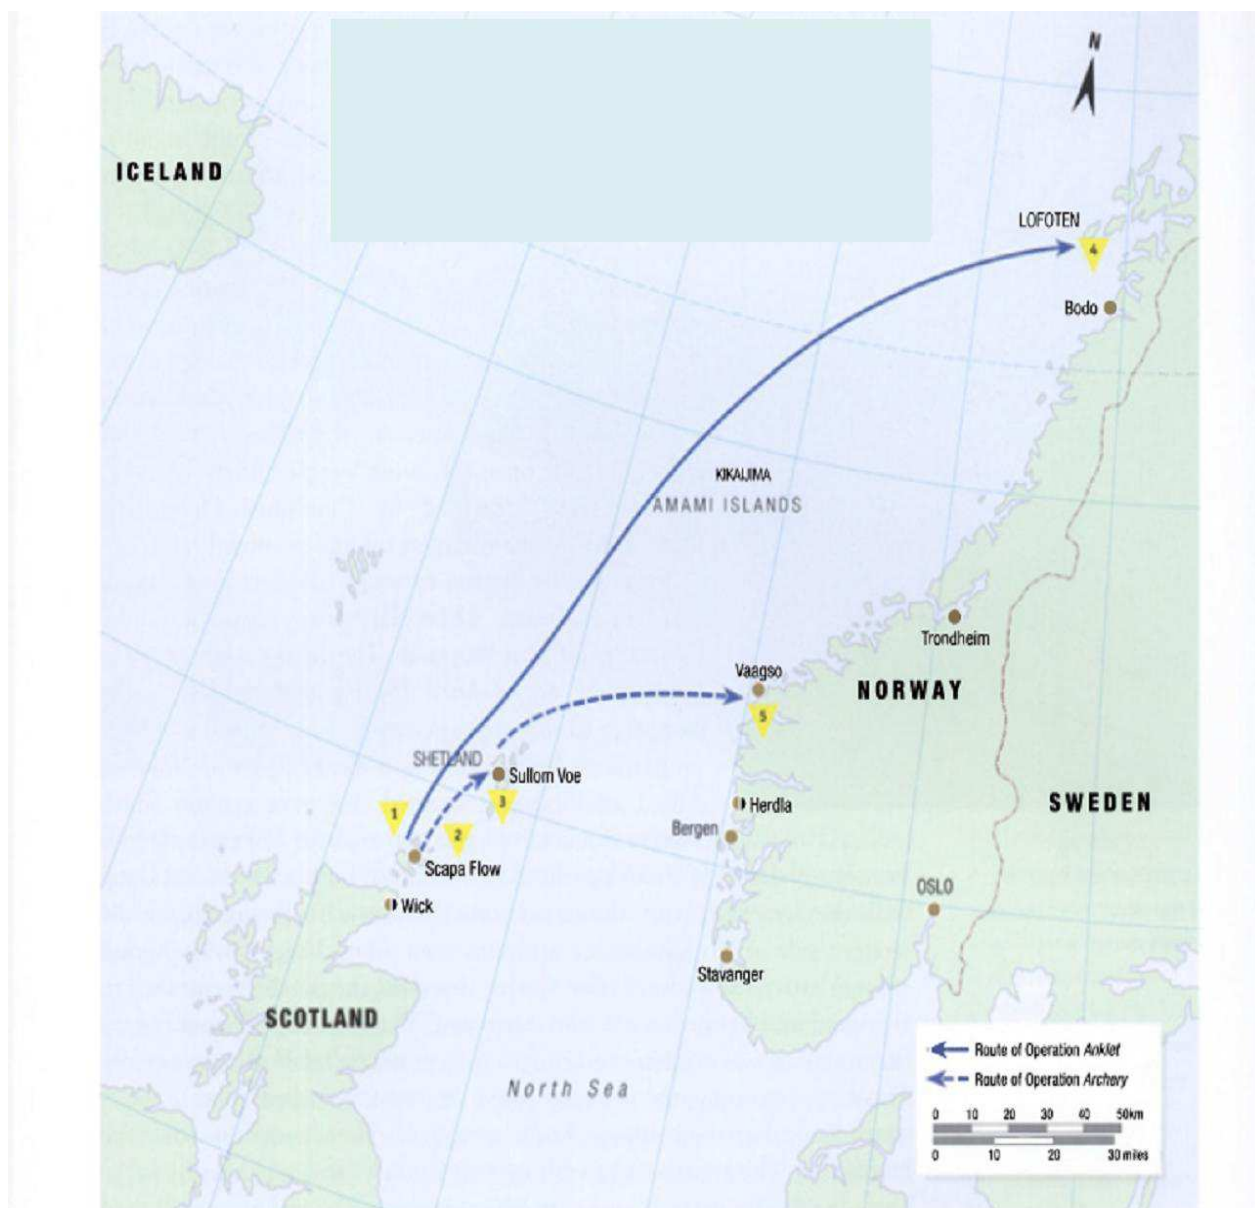 N
ICELAND
LOFOTEN
4
Bodo
KIKAIJIMA
AMAMI ISLANDS
Trondheim
Vaagso
NORWAY
5
SHETLAND
Sullom Voe
3
SWEDEN
1
2
Herdla
Bergen
Scapa Flow
OSLO
Wick
Stavanger
SCOTLAND
North Sea
Route of Operation Anklet
Route of Operation Archery
0 10 20 30 40 50km
0 10 20 30 miles